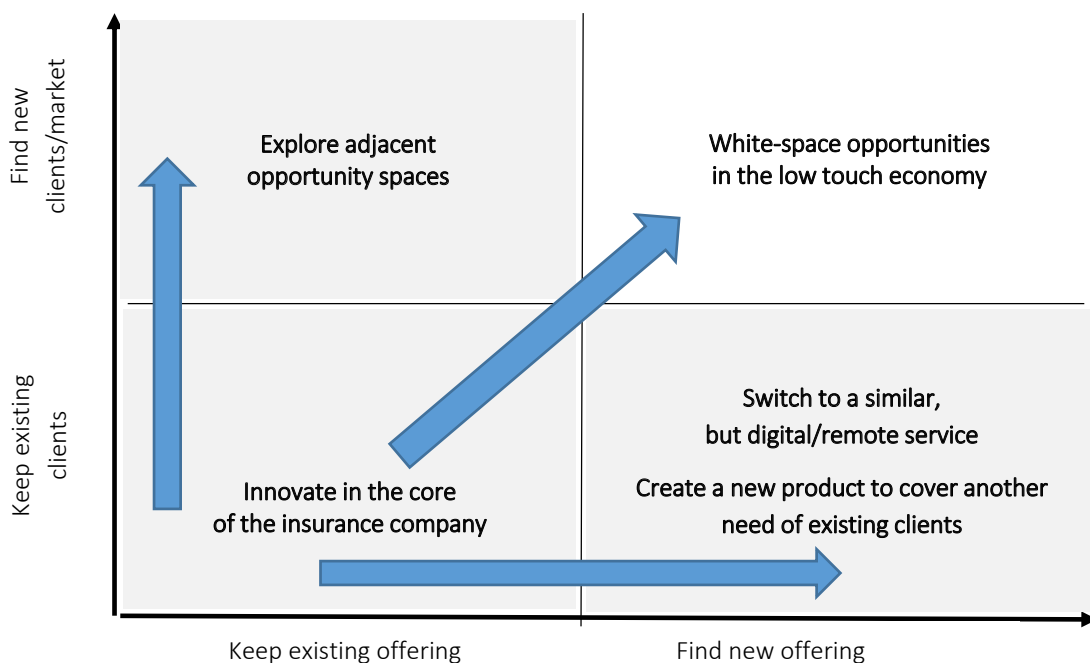 Find new
clients/market
Explore adjacent
opportunity spaces
White-space opportunities
in the low touch economy
Keep existing
clients
Innovate in the core
of the insurance company
Switch to a similar,
but digital/remote service
Create a new product to cover another
need of existing clients
Keep existing offering
Find new offering